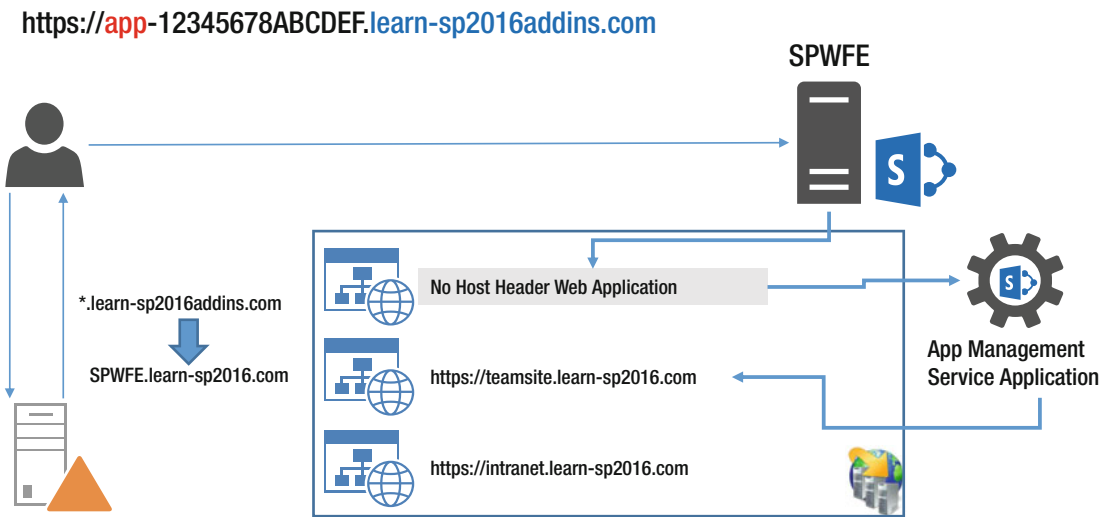 https://app-12345678ABCDEF.learn-sp2016addins.com
SPWFE
S
No Host Header Web Application
S
*.learn-sp2016addins.com
SPWFE.learn-sp2016.com
App Management
Service Application
https://teamsite.learn-sp2016.com
https://intranet.learn-sp2016.com